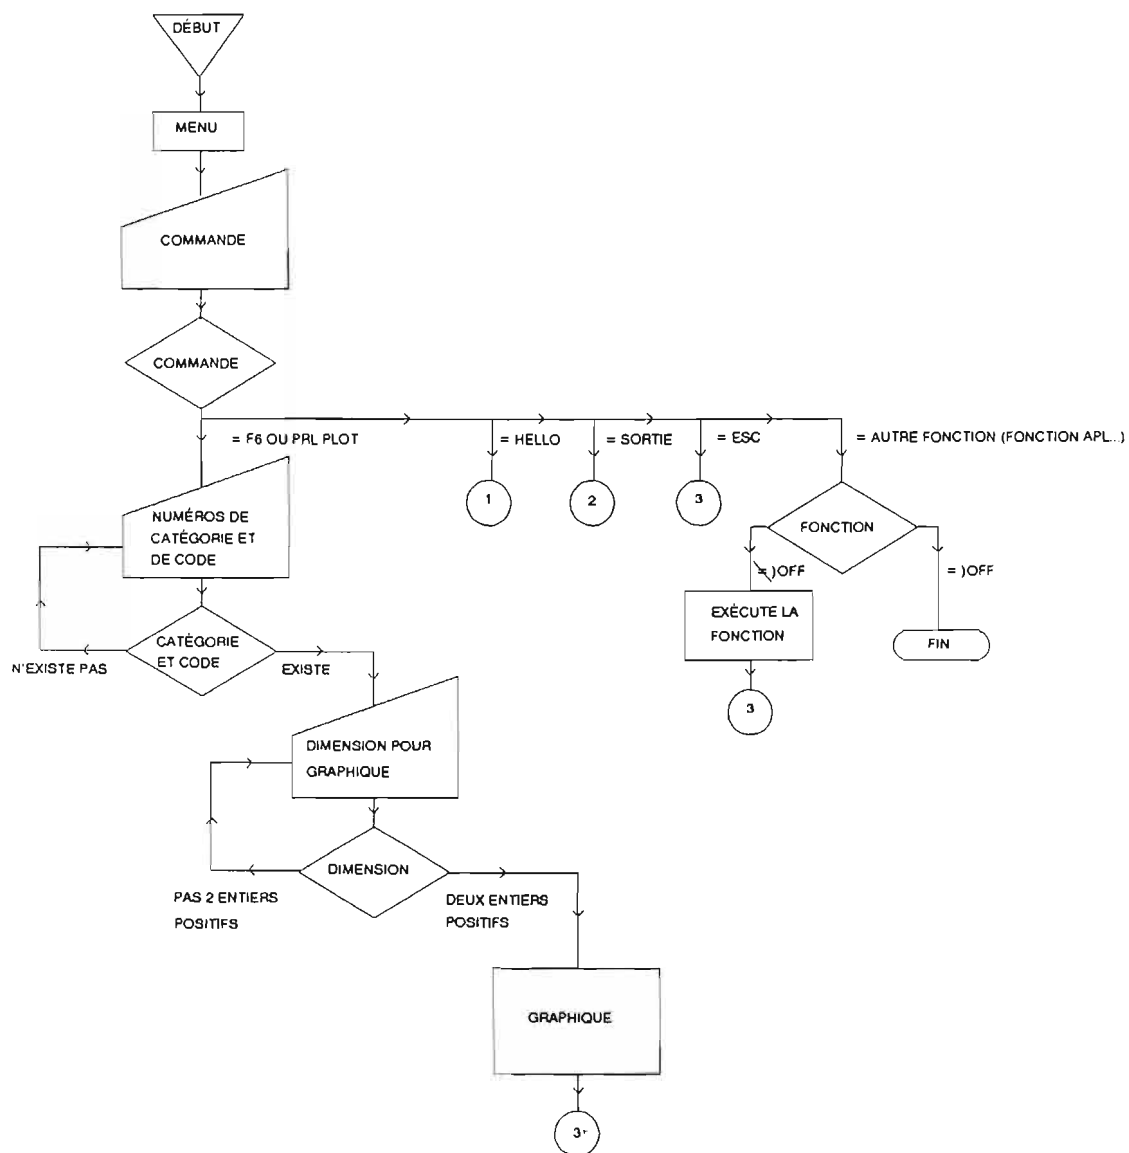 DÉBUT
MENU
COMMANDE
COMMANDE
= F6 OU PRL PLOT
= HELLO
= SORTIE
= ESC
= AUTRE FONCTION (FONCTION APL...)
1
2
3
NUMÉROS DE
CATÉGORIE ET
DE CODE
FONCTION
≠ )OFF
= )OFF
EXÉCUTE LA
FONCTION
FIN
CATÉGORIE
ET CODE
N'EXISTE PAS
EXISTE
3
DIMENSION POUR
GRAPHIQUE
DIMENSION
PAS 2 ENTIERS
POSITIFS
DEUX ENTIERS
POSITIFS
GRAPHIQUE
3